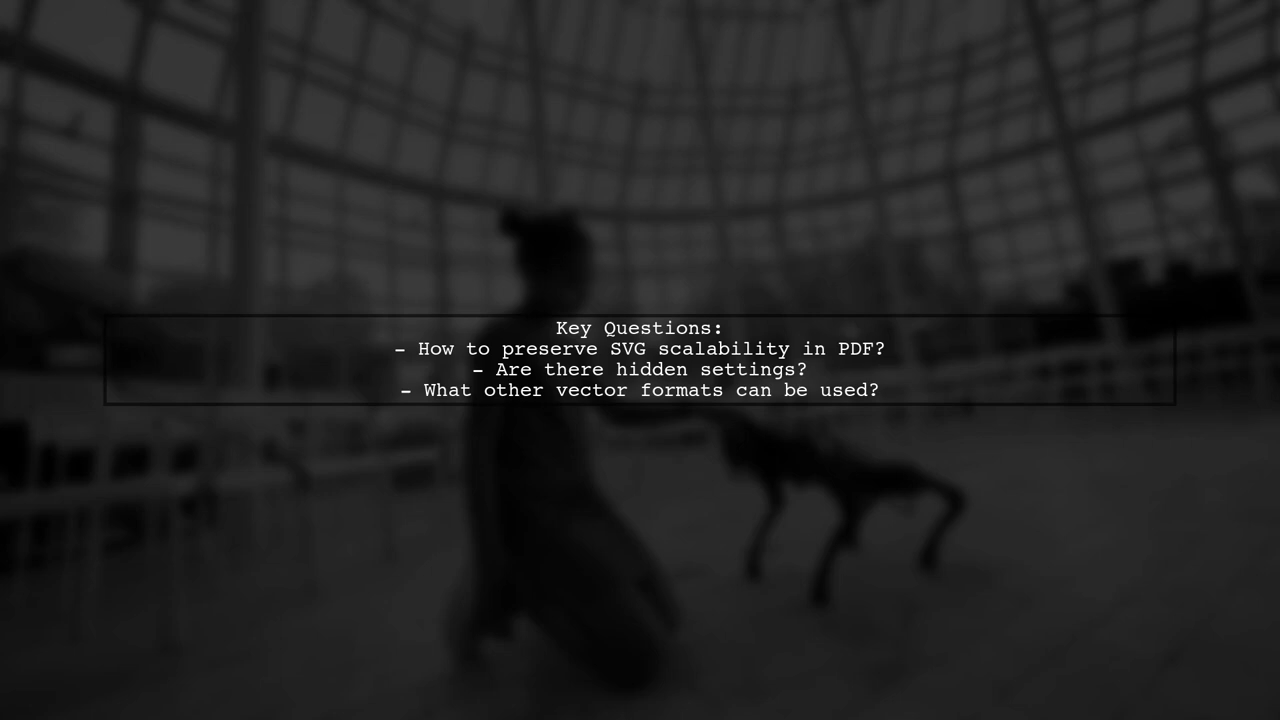 Key Questions:
- How to preserve SVG scalability in PDF?
- Are there hidden settings?
- What other vector formats can be used?